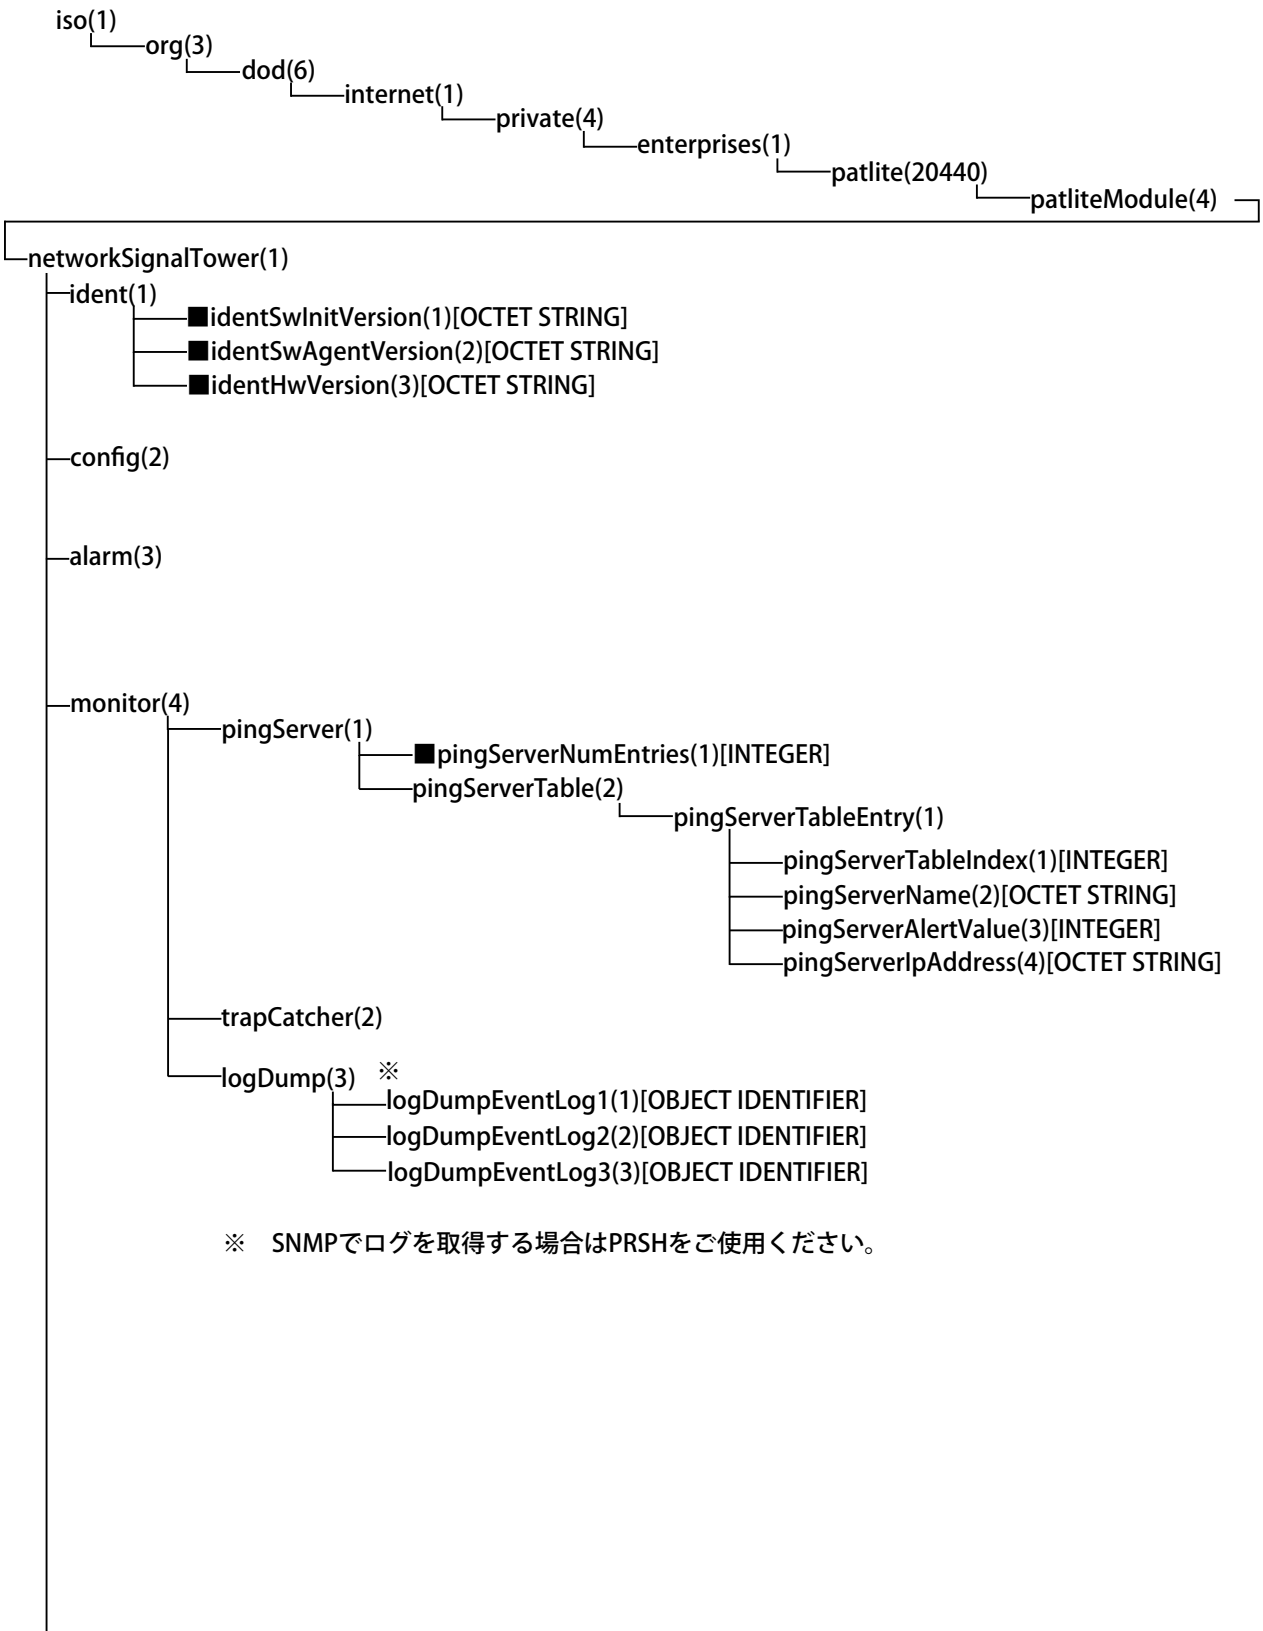 iso(1)
org(3)
dod(6)
internet(1)
private(4)
enterprises(1)
patlite(20440)
patliteModule(4)
networkSignalTower(1)
ident(1)
■identSwInitVersion(1)[OCTET STRING]
■identSwAgentVersion(2)[OCTET STRING]
■identHwVersion(3)[OCTET STRING]
config(2)
alarm(3)
monitor(4)
pingServer(1)
■pingServerNumEntries(1)[INTEGER]
pingServerTable(2)
pingServerTableEntry(1)
pingServerTableIndex(1)[INTEGER]
pingServerName(2)[OCTET STRING]
pingServerAlertValue(3)[INTEGER]
pingServerIpAddress(4)[OCTET STRING]
trapCatcher(2)
logDump(3) ※
logDumpEventLog1(1)[OBJECT IDENTIFIER]
logDumpEventLog2(2)[OBJECT IDENTIFIER]
logDumpEventLog3(3)[OBJECT IDENTIFIER]
※ SNMPでログを取得する場合はPRSHをご使用ください。